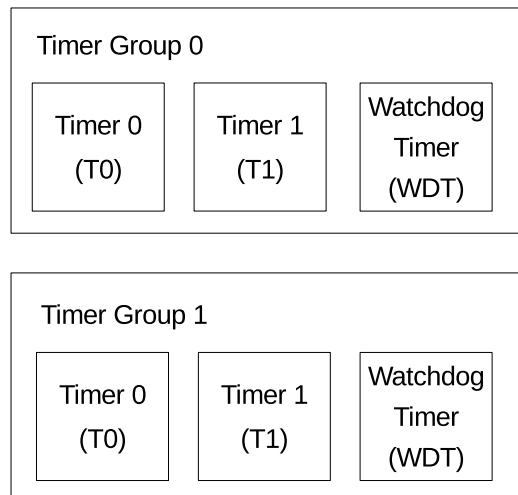 Timer Group 0
Timer 0
(T0)
Timer 1
(T1)
Watchdog
Timer
(WDT)
Timer Group 1
Timer 0
(T0)
Timer 1
(T1)
Watchdog
Timer
(WDT)